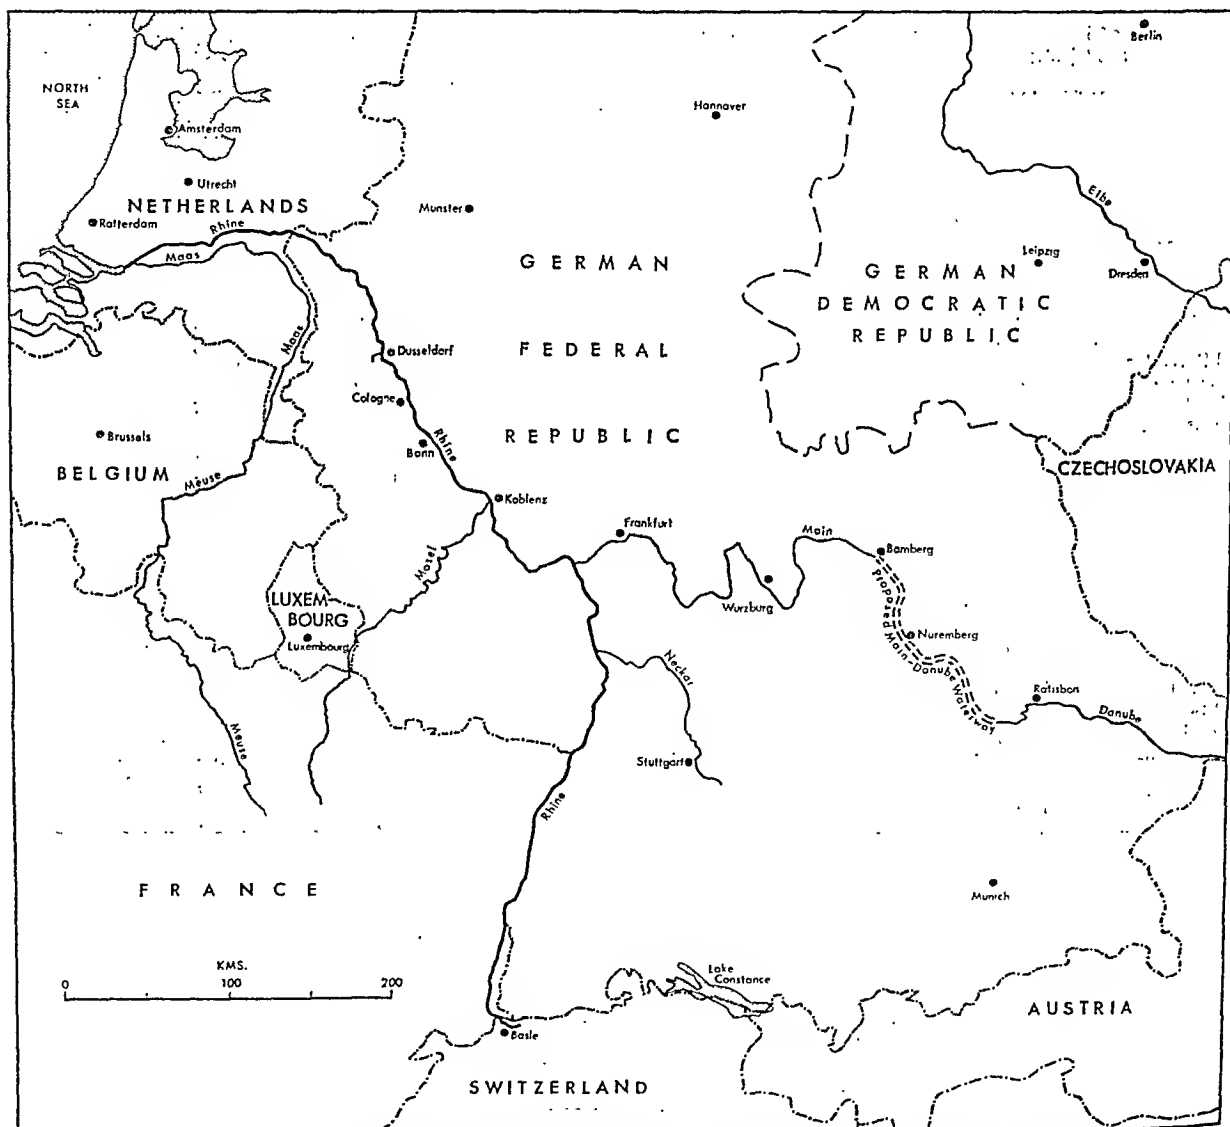 Berlin
NORTH
SEA
Hannaver
Amsterdam
Utrecht
NETHERLANDS
Munster
Elbe
Ratterdam
Rhine
Maas
GERMAN
Leipzig
Dresden
GERMAN
DEMOCRATIC
REPUBLIC
Maas
Dusseldorf
FEDERAL
Cologne
Brussels
Bonn
Rhine
REPUBLIC
BELGIUM
CZECHOSLOVAKIA
Meuse
Koblenz
Frankfurt
Main
Bamberg
Mosel
LUXEM
BOURG
Luxembourg
Wurzburg
Proposed Main-Danube Waterway
Nuremberg
Neckar
Ratisbon
Danube
Meuse
Stuttgart
Rhine
FRANCE
Munich
KMS.
0 100 200
Lake
Constance
AUSTRIA
Basle
SWITZERLAND